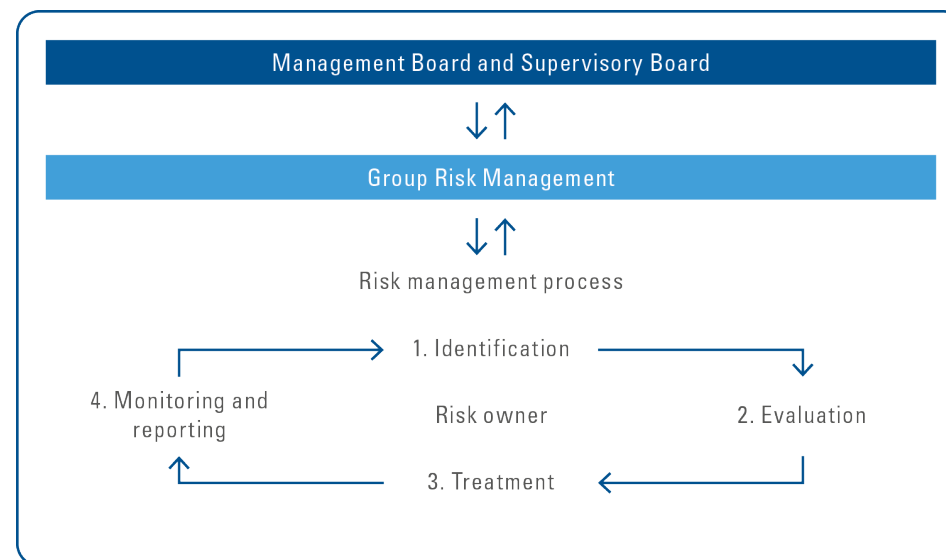 Management Board and Supervisory Board
Group Risk Management
Risk management process
1. Identification
4. Monitoring and
reporting
Risk owner
2. Evaluation
3. Treatment